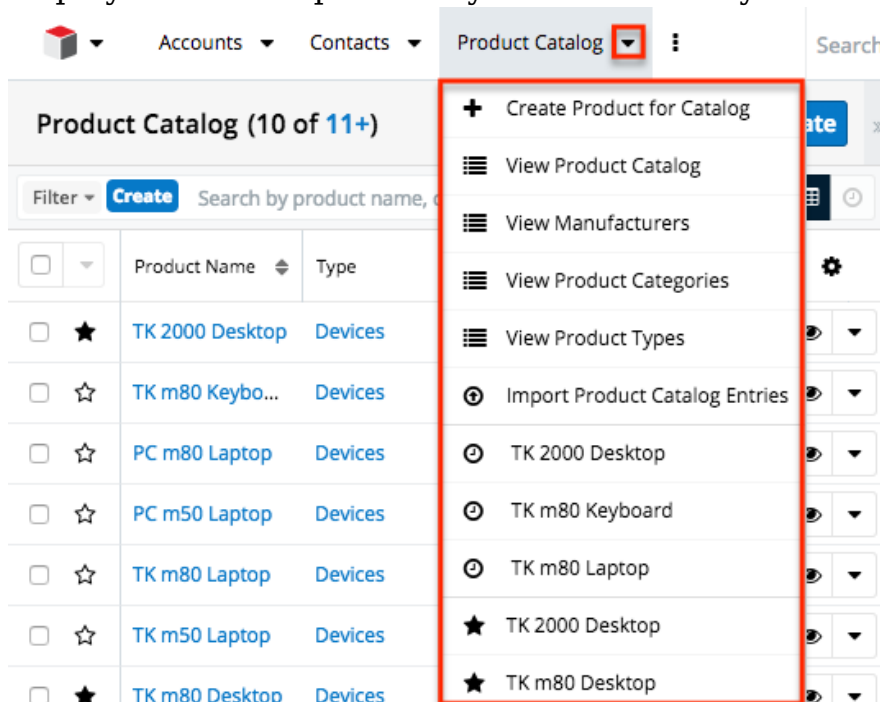 Accounts Contacts Product Catalog Search
Product Catalog (10 of 11+)
ate
Filter Create Search by product name,
Product Name Type
TK 2000 Desktop Devices
TK m80 Keybo... Devices
PC m80 Laptop Devices
PC m50 Laptop Devices
TK m80 Laptop Devices
TK m50 Laptop Devices
TK m80 Desktop Devices
Create Product for Catalog
View Product Catalog
View Manufacturers
View Product Categories
View Product Types
Import Product Catalog Entries
TK 2000 Desktop
TK m80 Keyboard
TK m80 Laptop
TK 2000 Desktop
TK m80 Desktop